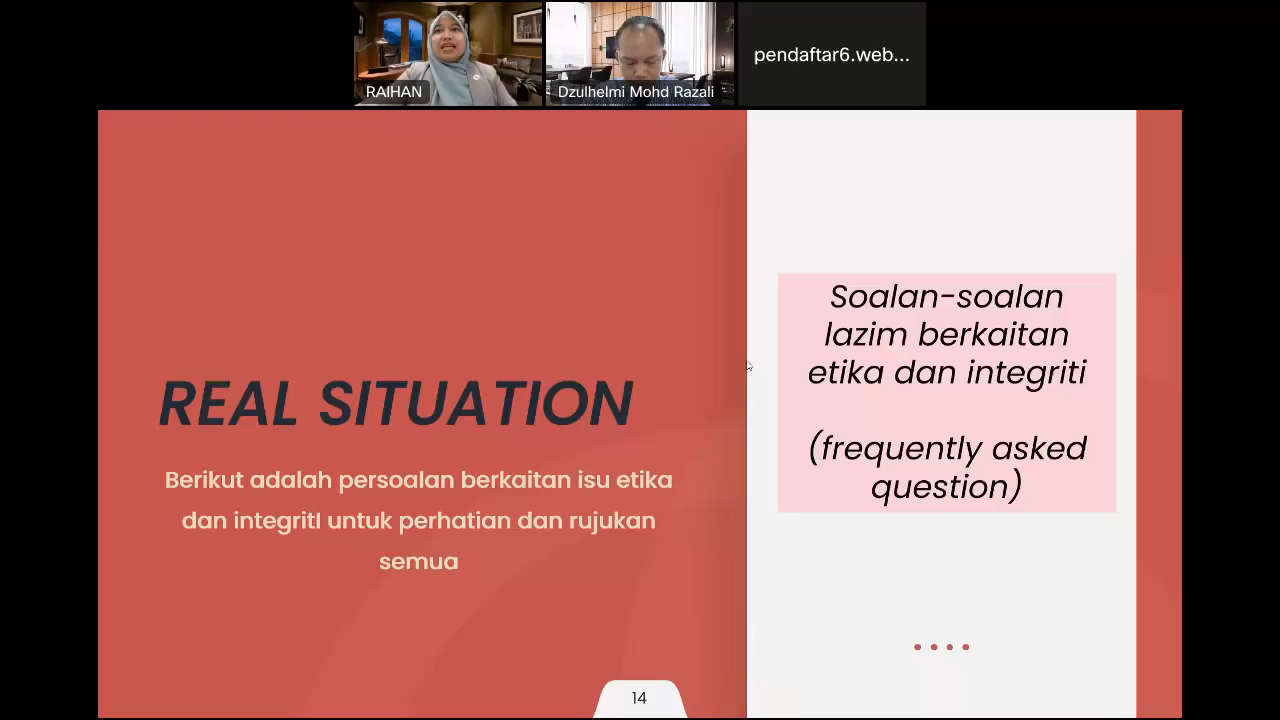 RAIHAN
Dzulhelmi Mohd Razali
pendaftar6.web...
REAL SITUATION
Berikut adalah persoalan berkaitan isu etika
dan integritI untuk perhatian dan rujukan
semua
Soalan-soalan
lazim berkaitan
etika dan integriti
(frequently asked
question)
14